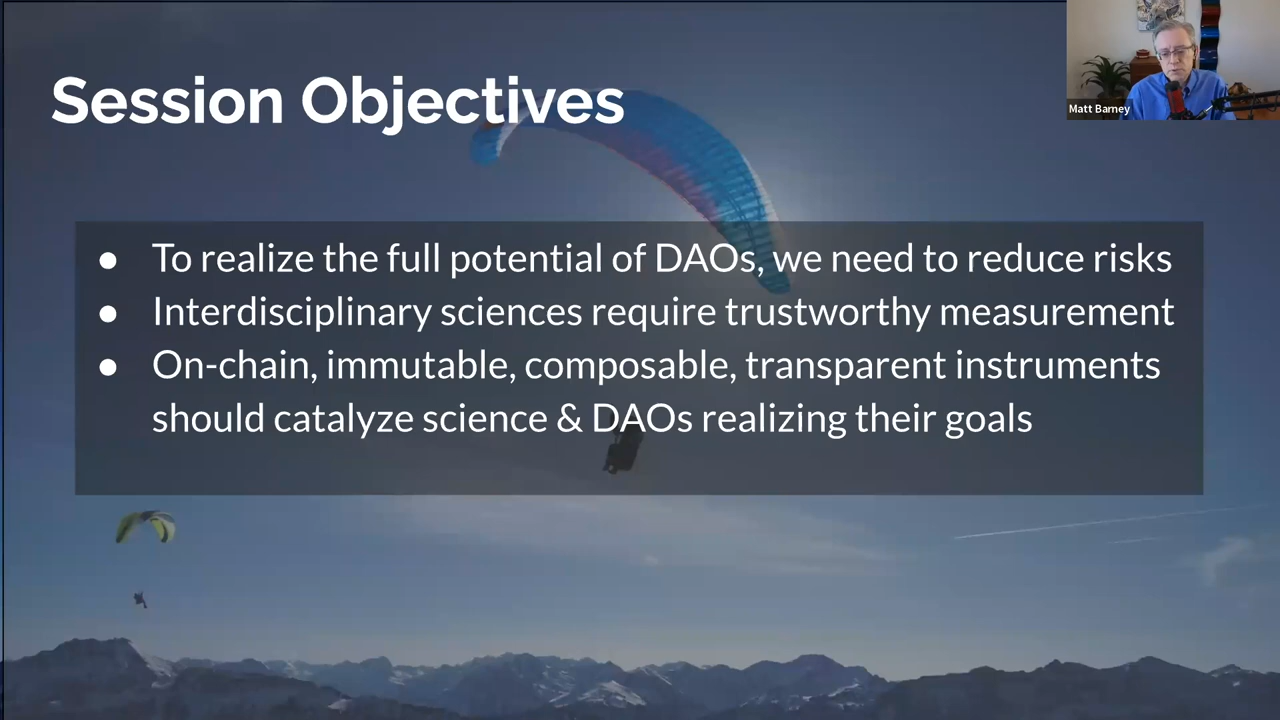 Session Objectives
Matt Barney
● To realize the full potential of DAOs, we need to reduce risks
● Interdisciplinary sciences require trustworthy measurement
● On-chain, immutable, composable, transparent instruments
should catalyze science & DAOs realizing their goals